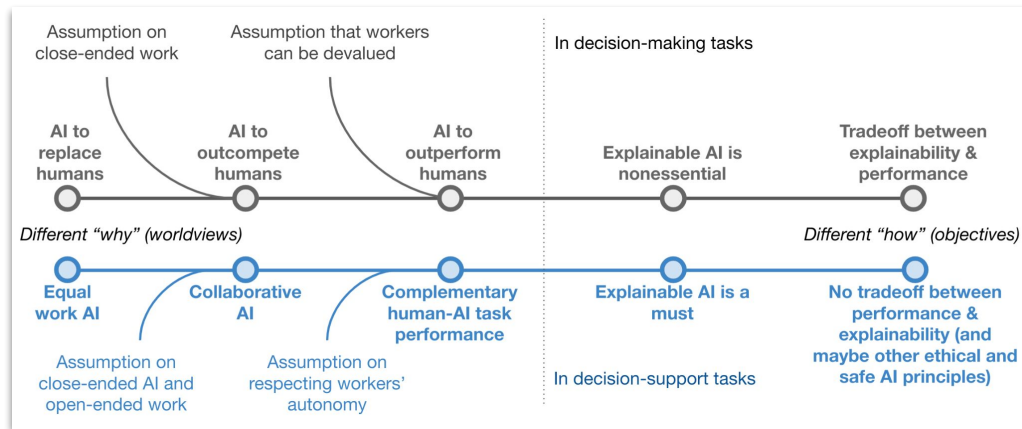 Assumption on
close-ended work
Assumption that workers
can be devalued
In decision-making tasks
AI to
replace
humans
AI to
outcompete
humans
AI to
outperform
humans
Explainable AI is
nonessential
Tradeoff between
explainability &
performance
Different “why” (worldviews)
Different “how” (objectives)
Equal
work AI
Collaborative
AI
Complementary
human-AI task
performance
Explainable AI is a
must
No tradeoff between
performance &
explainability (and
maybe other ethical and
safe AI principles)
Assumption on
close-ended AI and
open-ended work
Assumption on
respecting workers’
autonomy
In decision-support tasks